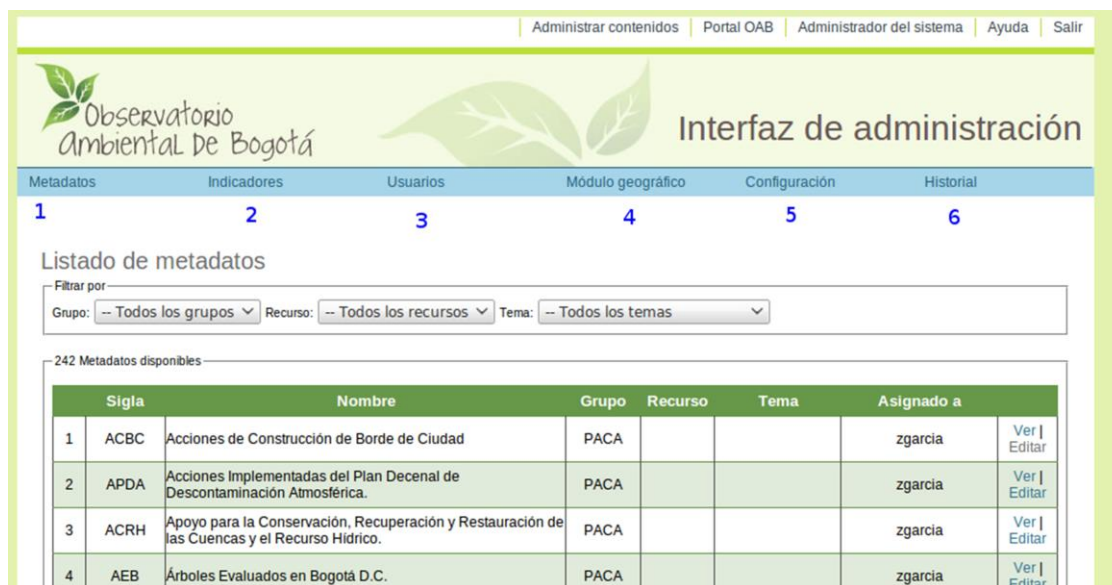 Administrar contenidos | Portal OAB | Administrador del sistema | Ayuda | Salir
Observatorio
Ambiental De Bogotá
Interfaz de administración
Metadatos Indicadores Usuarios Módulo geográfico Configuración Historial
1 2 3 4 5 6
Listado de metadatos
Filtrar por
Grupo: -- Todos los grupos Recurso: -- Todos los recursos Tema: -- Todos los temas
242 Metadatos disponibles
Sigla Nombre Grupo Recurso Tema Asignado a
1 ACBC Acciones de Construcción de Borde de Ciudad PACA zgarcia Ver | Editar
2 APDA Acciones Implementadas del Plan Decenal de
Descontaminación Atmosférica. PACA zgarcia Ver | Editar
3 ACRH Apoyo para la Conservación, Recuperación y Restauración de
las Cuencas y el Recurso Hídrico. PACA zgarcia Ver | Editar
4 AEB Árboles Evaluados en Bogotá D.C. PACA zgarcia Ver | Editar